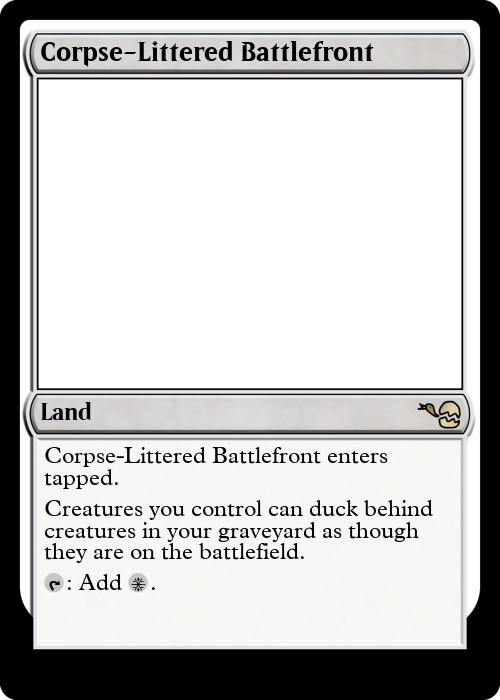 Corpse-Littered Battlefront
Land
Corpse-Littered Battlefront enters
tapped.
Creatures you control can duck behind
creatures in your graveyard as though
they are on the battlefield.
: Add .